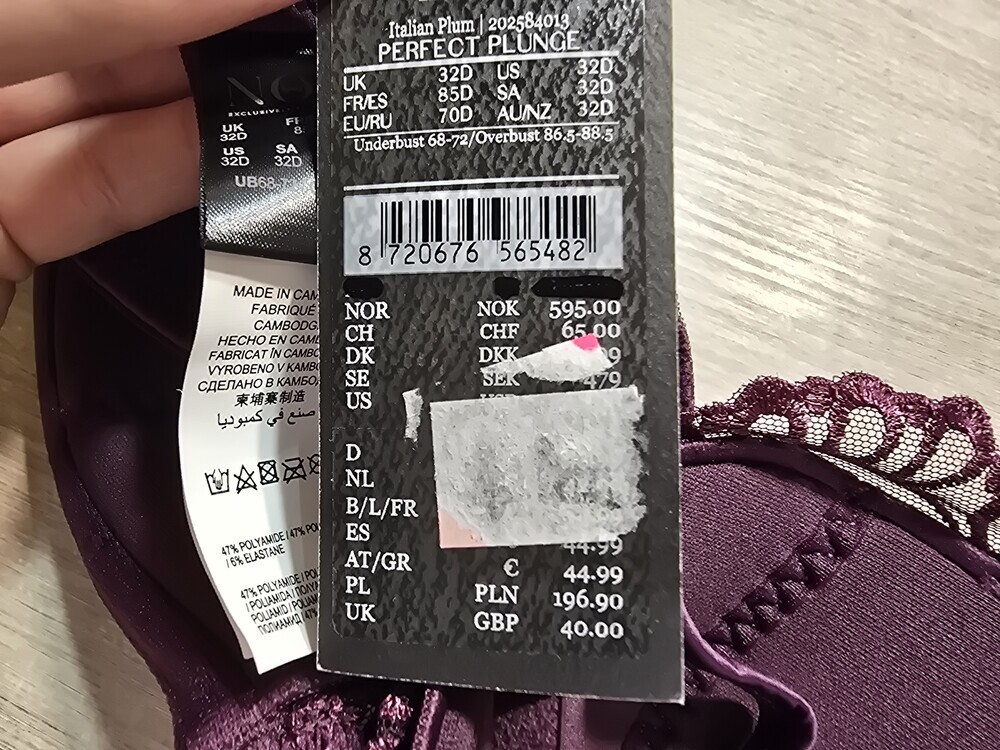 Italian Plum | 202584013
PERFECT PLUNGE
UK 32D US 32D
FR/ES 85D SA 32D
EU/RU 70D AU/NZ 32D
Underbust 68-72/Overbust 86.5-88.5
8 720676 565482
NOR NOK 595.00
CH CHF 65.00
DK DKK
SE SEK 479
US
D
NL
B/L/FR
ES 44.99
AT/GR € 44.99
PL PLN 196.90
UK GBP 40.00
EXCLUSIVE
UK
32D
US SA
32D 32D
MADE IN CAM
FABRIQUÉ
CAMBODG
HECHO EN CAMB
FABRICAT ÎN CAMBO
VYROBENO V KAMBO
СДЕЛАНО В КАМБО
柬埔寨制造
صنع في كمبوديا
47% POLYAMIDE / 47% PO
/ 6% ELASTANE
47% POLYAMIDE / POL